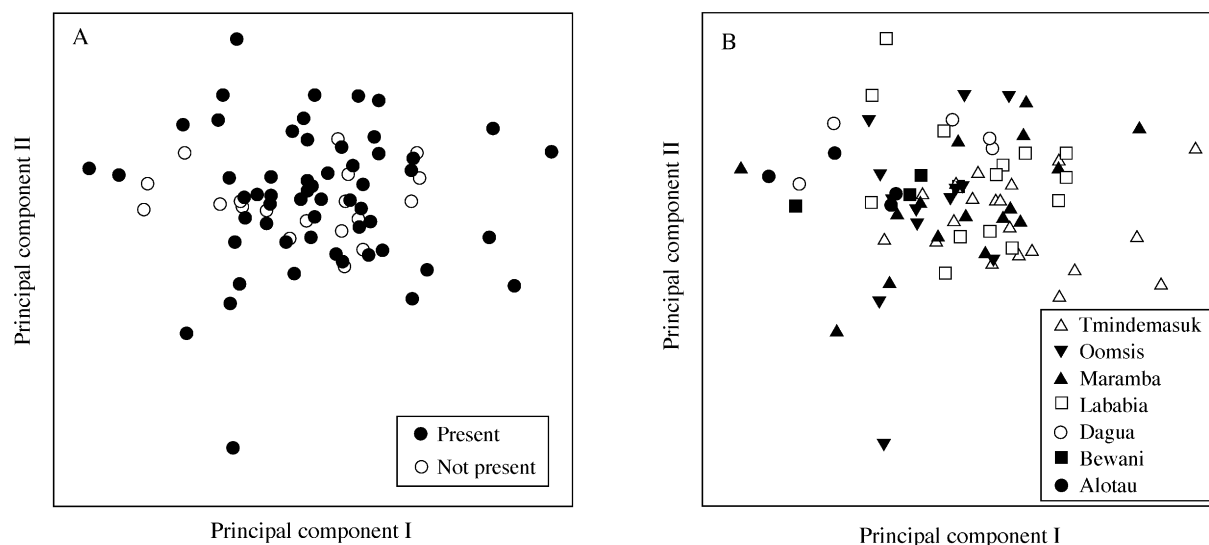 A
Principal component II
Present
Not present
Principal component I
B
Principal component II
Tmindemasuk
Oomsis
Maramba
Lababia
Dagua
Bewani
Alotau
Principal component I